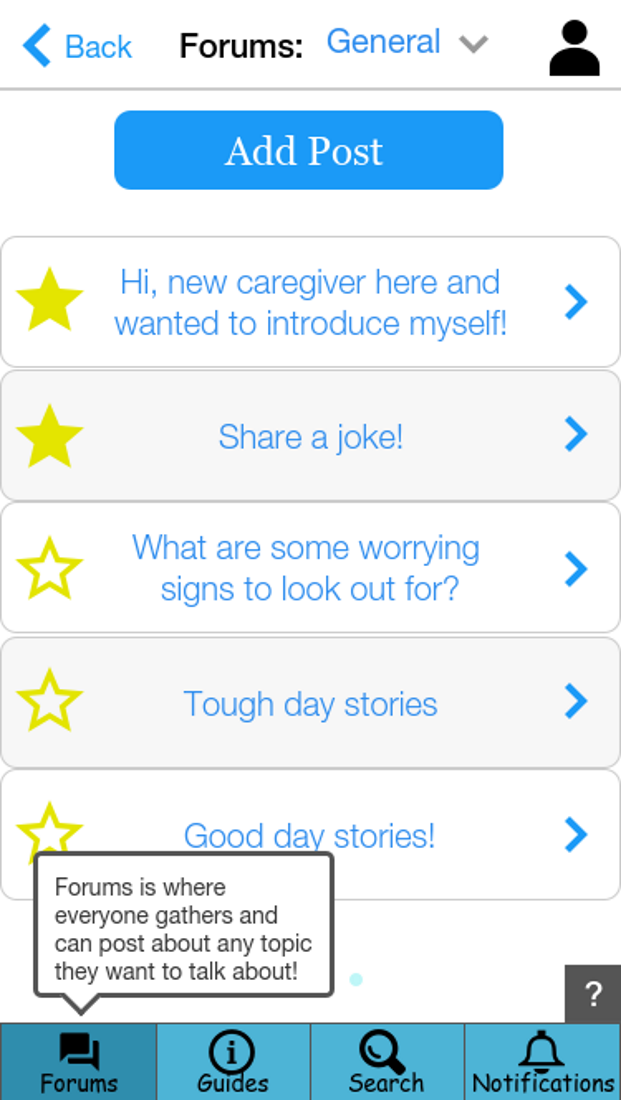 Back Forums: General
Add Post
Hi, new caregiver here and
wanted to introduce myself!
Share a joke!
What are some worrying
signs to look out for?
Tough day stories
Good day stories!
Forums is where
everyone gathers and
can post about any topic
they want to talk about!
?
Forums Guides Search Notifications